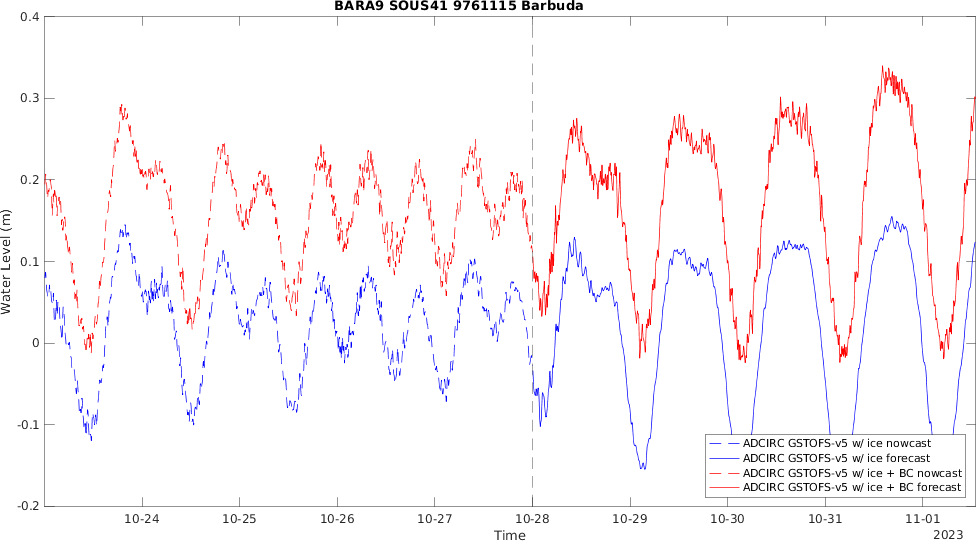 BARA9 SOUS41 9761115 Barbuda
0.4
0.3
0.2
0.1
0
-0.1
-0.2
Water Level (m)
ADCIRC GSTOFS-v5 w/ ice nowcast
ADCIRC GSTOFS-v5 w/ ice forecast
ADCIRC GSTOFS-v5 w/ ice + BC nowcast
ADCIRC GSTOFS-v5 w/ ice + BC forecast
10-24 10-25 10-26 10-27 10-28 10-29 10-30 10-31 11-01
Time
2023